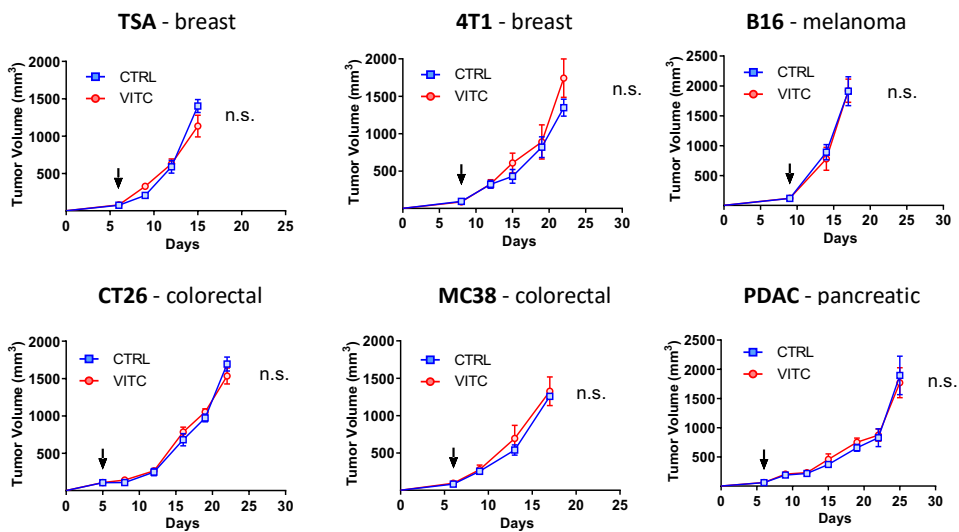 TSA - breast
2000
1500
1000
500
Tumor Volume (mm3)
CTRL
VITC
n.s.
0 5 10 15 20 25
Days
4T1 - breast
2000
1500
1000
500
Tumor Volume (mm3)
CTRL
VITC
n.s.
0 5 10 15 20 25 30
Days
B16 - melanoma
2500
2000
1500
1000
500
Tumor Volume (mm3)
CTRL
VITC
n.s.
0 5 10 15 20 25 30
Days
CT26 - colorectal
2000
1500
1000
500
Tumor Volume (mm3)
CTRL
VITC
n.s.
0 5 10 15 20 25 30
Days
MC38 - colorectal
2000
1500
1000
500
Tumor Volume (mm3)
CTRL
VITC
n.s.
0 5 10 15 20 25 30
Days
PDAC - pancreatic
2500
2000
1500
1000
500
Tumor Volume (mm3)
CTRL
VITC
n.s.
0 5 10 15 20 25 30
Days